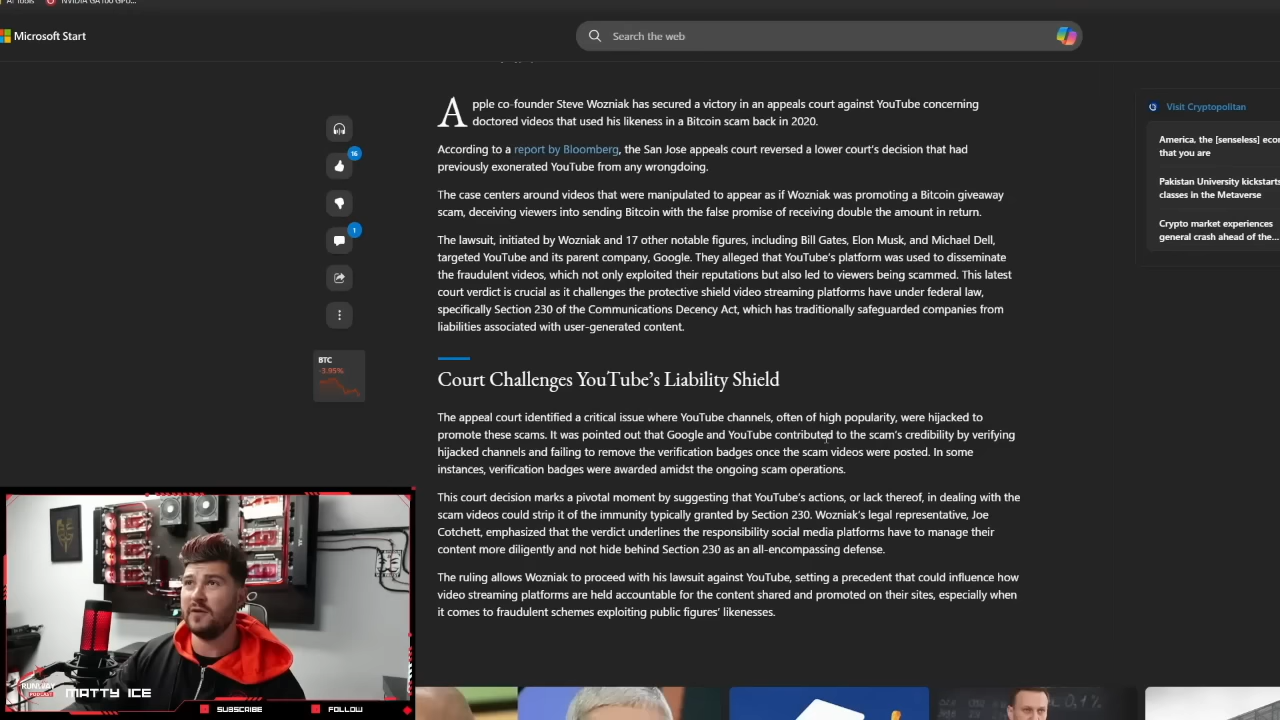 AI Tools
NVIDIA GA100 GPU...
Microsoft Start
Search the web
Apple co-founder Steve Wozniak has secured a victory in an appeals court against YouTube concerning
doctored videos that used his likeness in a Bitcoin scam back in 2020.
According to a report by Bloomberg, the San Jose appeals court reversed a lower court's decision that had
previously exonerated YouTube from any wrongdoing.
The case centers around videos that were manipulated to appear as if Wozniak was promoting a Bitcoin giveaway
scam, deceiving viewers into sending Bitcoin with the false promise of receiving double the amount in return.
The lawsuit, initiated by Wozniak and 17 other notable figures, including Bill Gates, Elon Musk, and Michael Dell,
targeted YouTube and its parent company, Google. They alleged that YouTube's platform was used to disseminate
the fraudulent videos, which not only exploited their reputations but also led to viewers being scammed. This latest
court verdict is crucial as it challenges the protective shield video streaming platforms have under federal law,
specifically Section 230 of the Communications Decency Act, which has traditionally safeguarded companies from
liabilities associated with user-generated content.
Court Challenges YouTube's Liability Shield
The appeal court identified a critical issue where YouTube channels, often of high popularity, were hijacked to
promote these scams. It was pointed out that Google and YouTube contributed to the scam's credibility by verifying
hijacked channels and failing to remove the verification badges once the scam videos were posted. In some
instances, verification badges were awarded amidst the ongoing scam operations.
This court decision marks a pivotal moment by suggesting that YouTube's actions, or lack thereof, in dealing with the
scam videos could strip it of the immunity typically granted by Section 230. Wozniak's legal representative, Joe
Cotchett, emphasized that the verdict underlines the responsibility social media platforms have to manage their
content more diligently and not hide behind Section 230 as an all-encompassing defense.
The ruling allows Wozniak to proceed with his lawsuit against YouTube, setting a precedent that could influence how
video streaming platforms are held accountable for the content shared and promoted on their sites, especially when
it comes to fraudulent schemes exploiting public figures' likenesses.
16
1
BTC
-3.95%
Visit Cryptopolitan
America, the [senseless] eco
that you are
Pakistan University kickstarts
classes in the Metaverse
Crypto market experiences
general crash ahead of the...
RUNWAY
PODCAST
MATTY ICE
SUBSCRIBE
FOLLOW